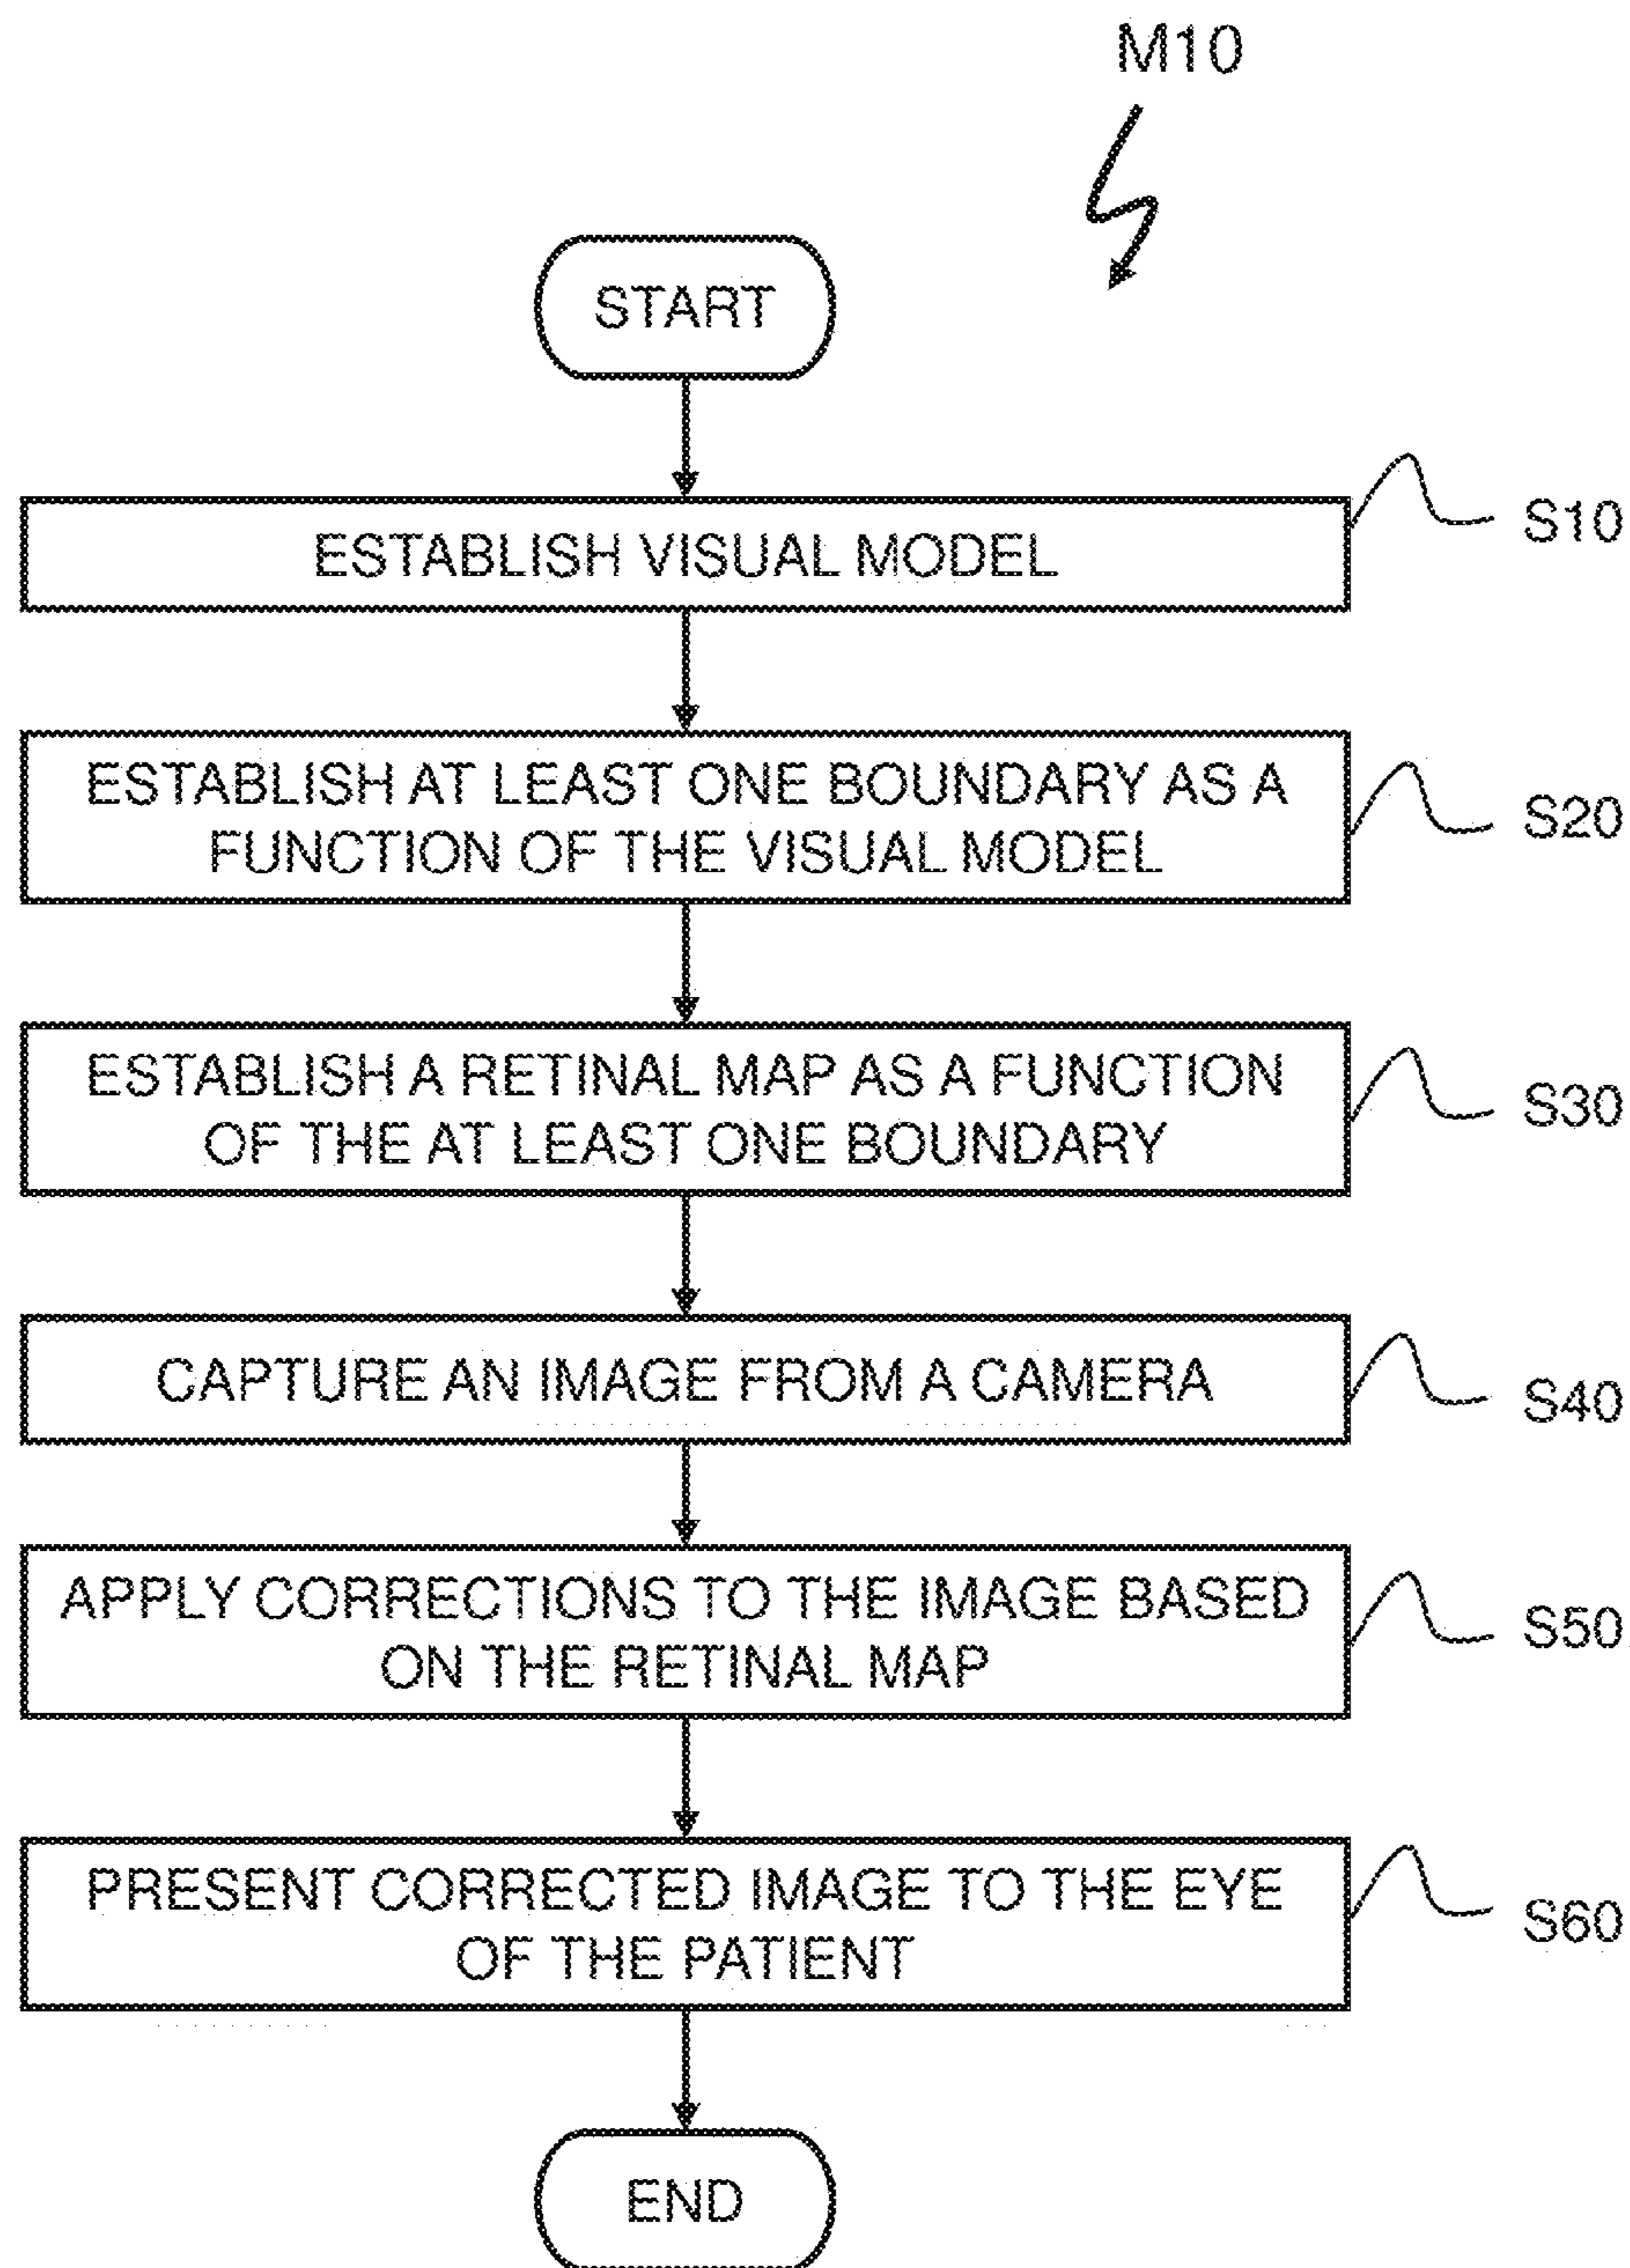 M10
START
ESTABLISH VISUAL MODEL
S10
ESTABLISH AT LEAST ONE BOUNDARY AS A
FUNCTION OF THE VISUAL MODEL
S20
ESTABLISH A RETINAL MAP AS A FUNCTION
OF THE AT LEAST ONE BOUNDARY
S30
CAPTURE AN IMAGE FROM A CAMERA
S40
APPLY CORRECTIONS TO THE IMAGE BASED
ON THE RETINAL MAP
S50
PRESENT CORRECTED IMAGE TO THE EYE
OF THE PATIENT
S60
END